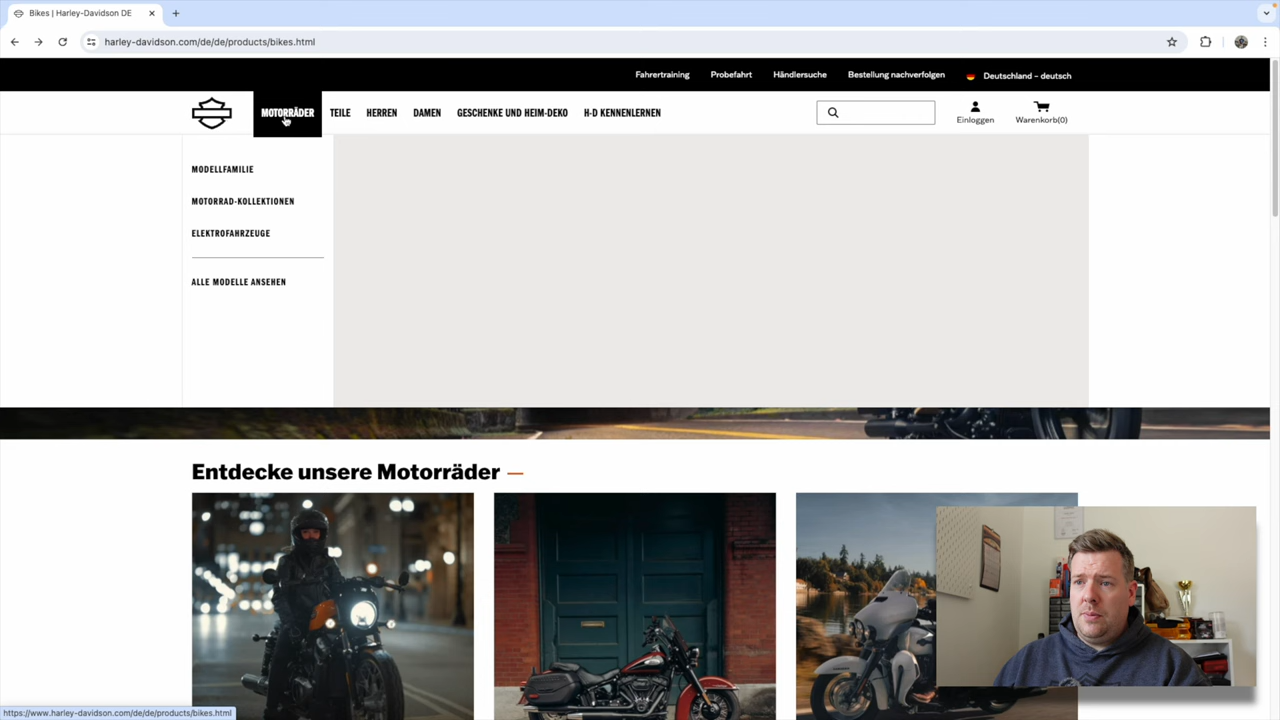 Bikes | Harley-Davidson DE
harley-davidson.com/de/de/products/bikes.html
Fahrertraining Probefahrt Händlersuche Bestellung nachverfolgen Deutschland – deutsch
MOTORRÄDER TEILE HERREN DAMEN GESCHENKE UND HEIM-DEKO H-D KENNENLERNEN
Einloggen Warenkorb(0)
MODELLFAMILIE
MOTORRAD-KOLLEKTIONEN
ELEKTROFAHRZEUGE
ALLE MODELLE ANSEHEN
Entdecke unsere Motorräder —
https://www.harley-davidson.com/de/de/products/bikes.html